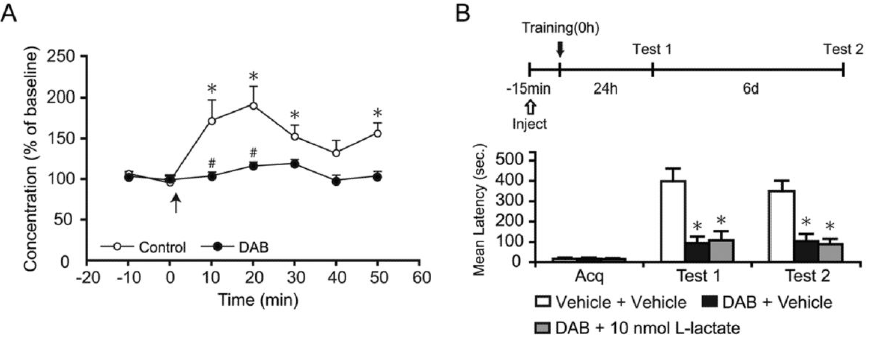 A
Concentration (% of baseline)
250
200
150
100
50
0
* * * *
# #
Control DAB
-20 -10 0 10 20 30 40 50 60
Time (min)
B
Training(0h)
Test 1 Test 2
-15min 24h 6d
Inject
Mean Latency (sec.)
500
400
300
200
100
0
* * * *
Acq Test 1 Test 2
Vehicle + Vehicle DAB + Vehicle
DAB + 10 nmol L-lactate